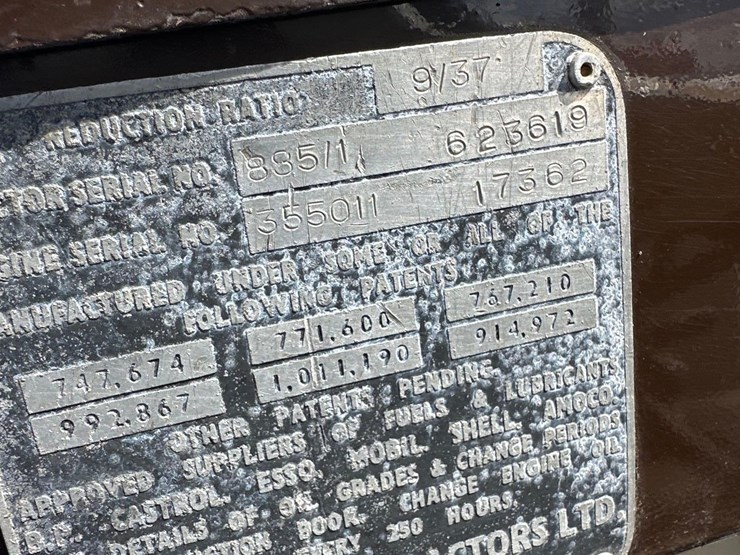 REDUCTION RATIO 9/37
TOR SERIAL NO. 885/1 623619
GINE SERIAL NO. 355011 17362
ANUFACTURED UNDER SOME OR ALL OF THE
FOLLOWING PATENTS
747.674 771.600 767.210
992.867 1,011,190 914.972
OTHER PATENTS PENDING.
APPROVED SUPPLIERS OF FUELS & LUBRICANTS
B.P. CASTROL. ESSO. MOBIL. SHELL. AMOCO.
DETAILS OF OIL GRADES & CHANGE PERIODS
DOOR. CHANGE ENGINE OIL
250 HOURS.
CTORS LTD.